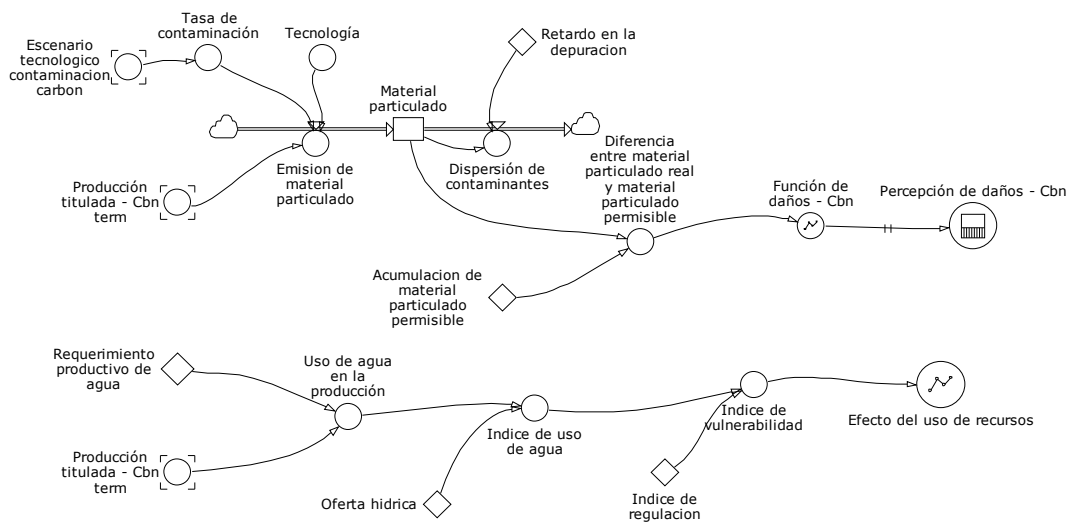 Tasa de
contaminación
Tecnología
Escenario
tecnologico
contaminacion
carbon
Retardo en la
depuracion
Material
particulado
Diferencia
entre material
particulado real
y material
particulado
permisible
Emision de
material
particulado
Dispersión de
contaminantes
Producción
titulada - Cbn
term
Función de
daños - Cbn
Percepción de daños - Cbn
Acumulacion de
material
particulado
permisible
Requerimiento
productivo de
agua
Uso de agua
en la
producción
Indice de
vulnerabilidad
Efecto del uso de recursos
Indice de uso
de agua
Producción
titulada - Cbn
term
Oferta hidrica
Indice de
regulacion